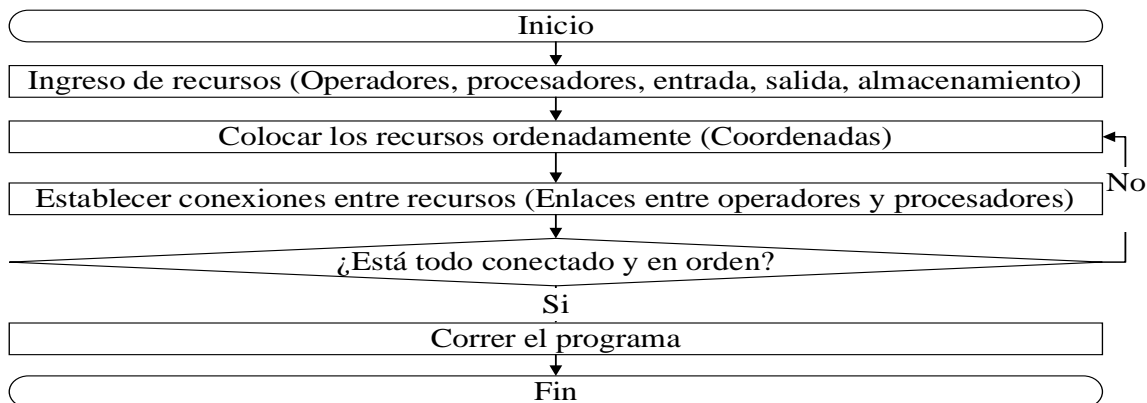 Inicio
Ingreso de recursos (Operadores, procesadores, entrada, salida, almacenamiento)
Colocar los recursos ordenadamente (Coordenadas)
No
Establecer conexiones entre recursos (Enlaces entre operadores y procesadores)
¿Está todo conectado y en orden?
Si
Correr el programa
Fin